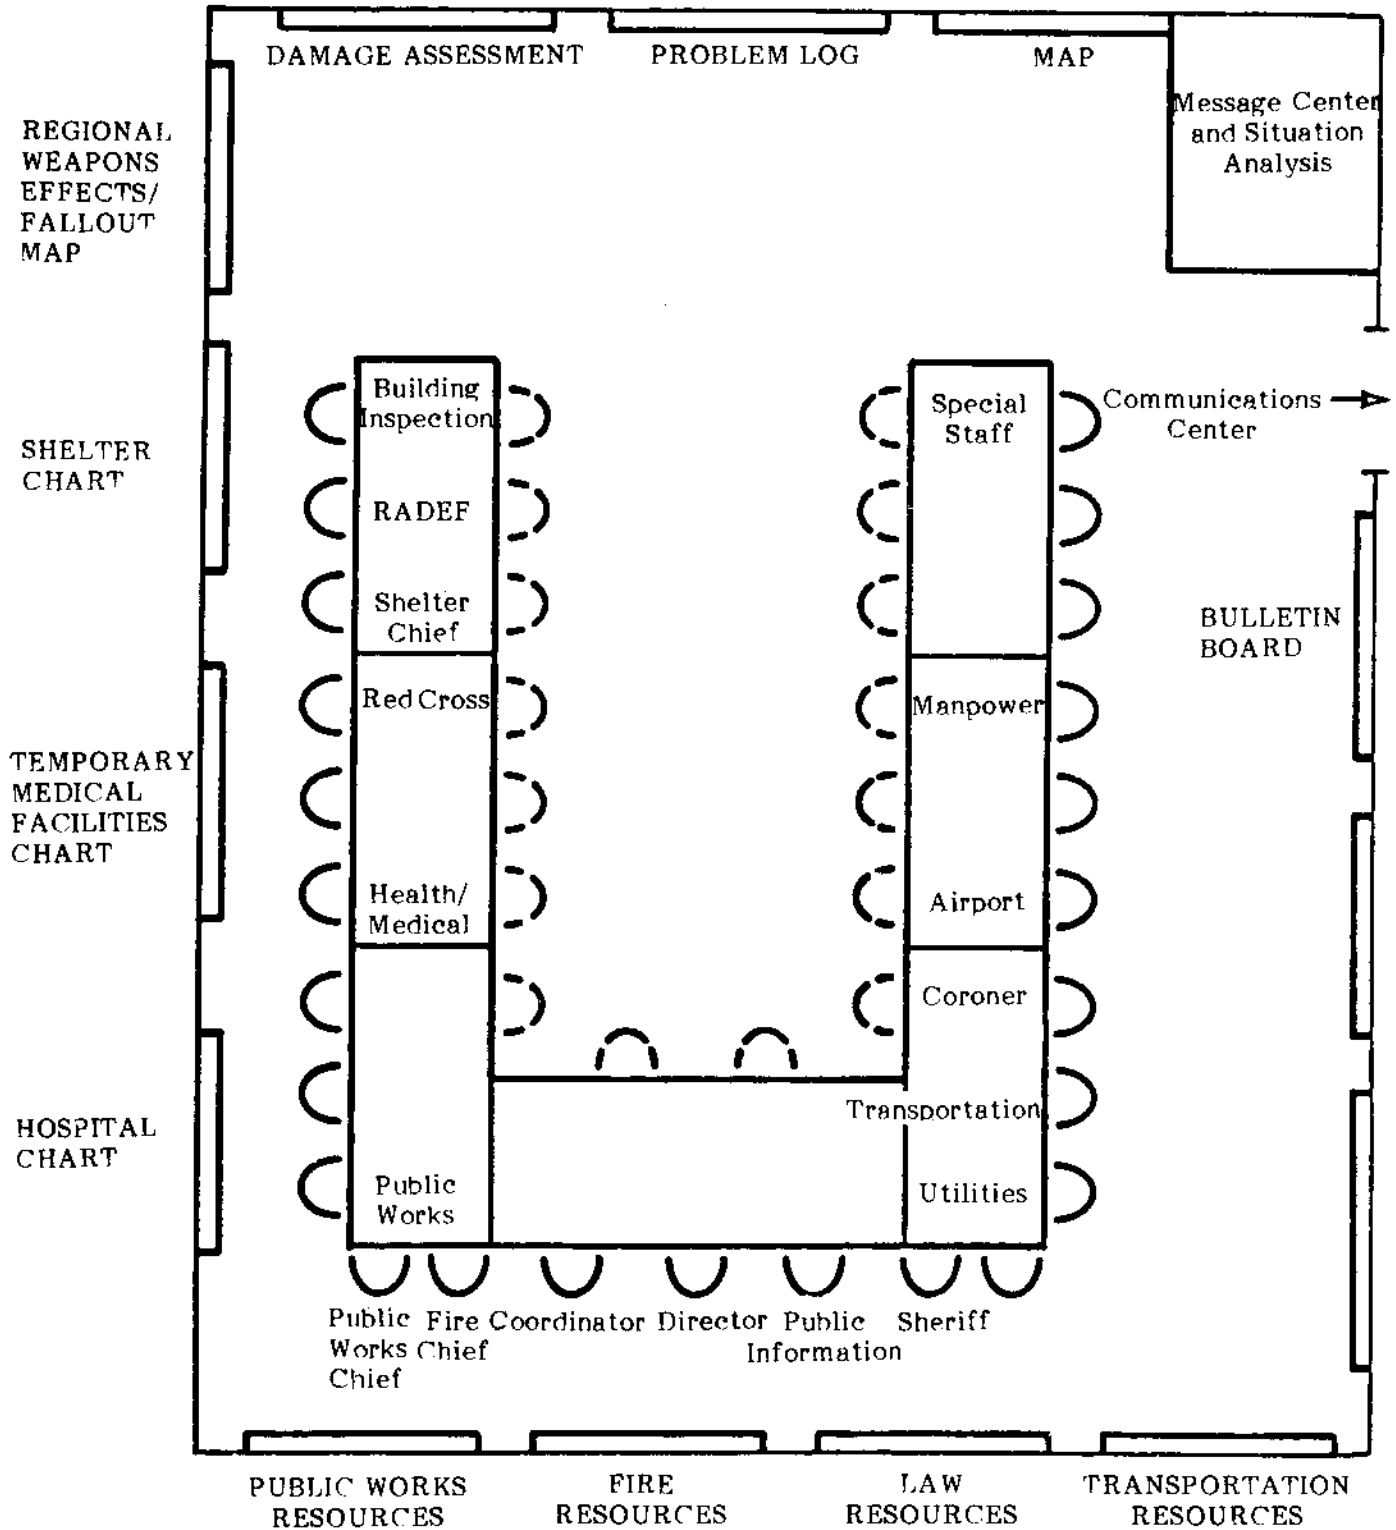 DAMAGE ASSESSMENT
PROBLEM LOG
MAP
Message Center
and Situation
Analysis
REGIONAL
WEAPONS
EFFECTS/
FALLOUT
MAP
SHELTER
CHART
TEMPORARY
MEDICAL
FACILITIES
CHART
HOSPITAL
CHART
Building
Inspection
RADEF
Shelter
Chief
Red Cross
Health/
Medical
Public
Works
Special
Staff
Manpower
Airport
Coroner
Transportation
Utilities
Communications
Center
BULLETIN
BOARD
Public
Works
Chief
Fire
Chief
Coordinator
Director
Public
Information
Sheriff
PUBLIC WORKS
RESOURCES
FIRE
RESOURCES
LAW
RESOURCES
TRANSPORTATION
RESOURCES